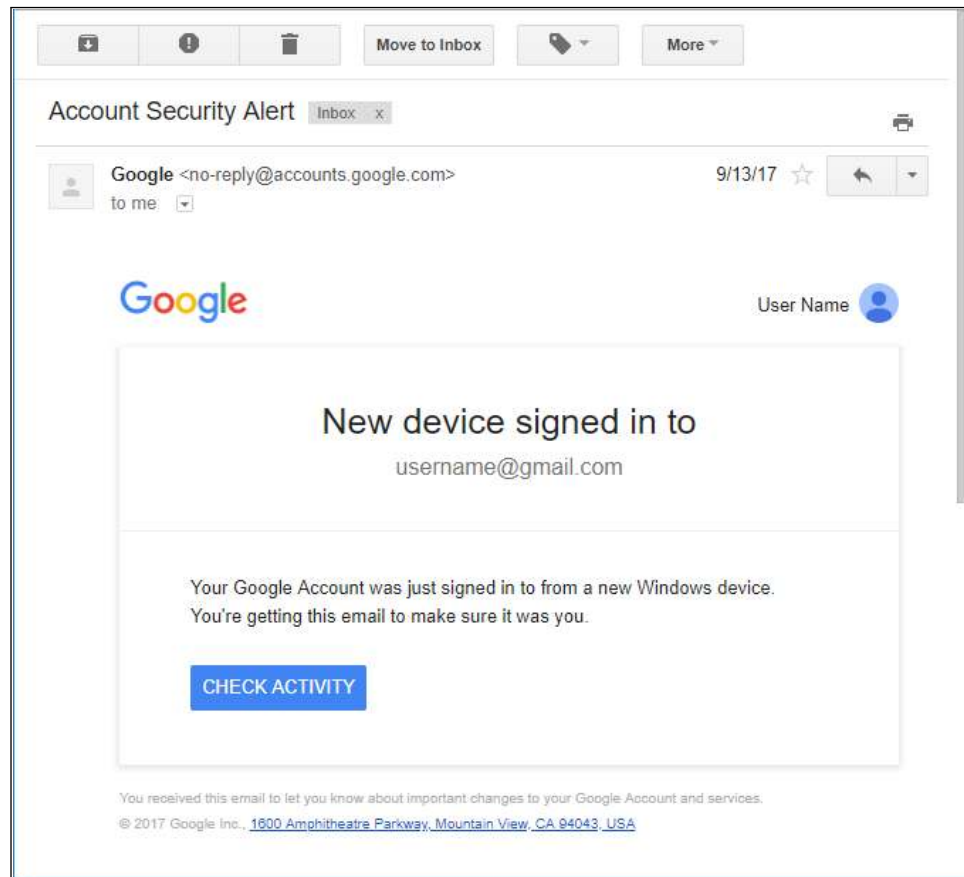 Move to Inbox More
Account Security Alert Inbox x
Google <no-reply@accounts.google.com> 9/13/17
to me
Google User Name
New device signed in to
username@gmail.com
Your Google Account was just signed in to from a new Windows device.
You're getting this email to make sure it was you.
CHECK ACTIVITY
You received this email to let you know about important changes to your Google Account and services.
© 2017 Google Inc., 1600 Amphitheatre Parkway, Mountain View, CA 94043, USA